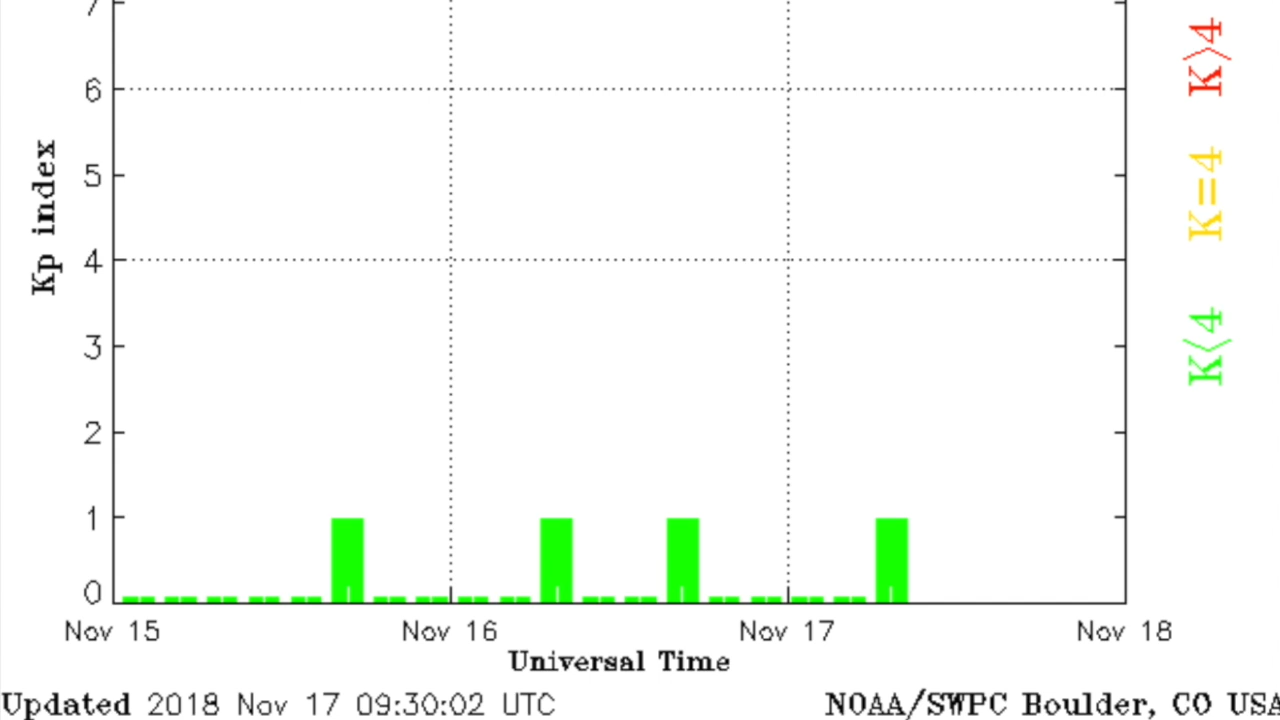 7
6
5
4
3
2
1
0
Kp index
K>4
K=4
K<4
Nov 15 Nov 16 Nov 17 Nov 18
Universal Time
Updated 2018 Nov 17 09:30:02 UTC
NOAA/SWPC Boulder, CO USA